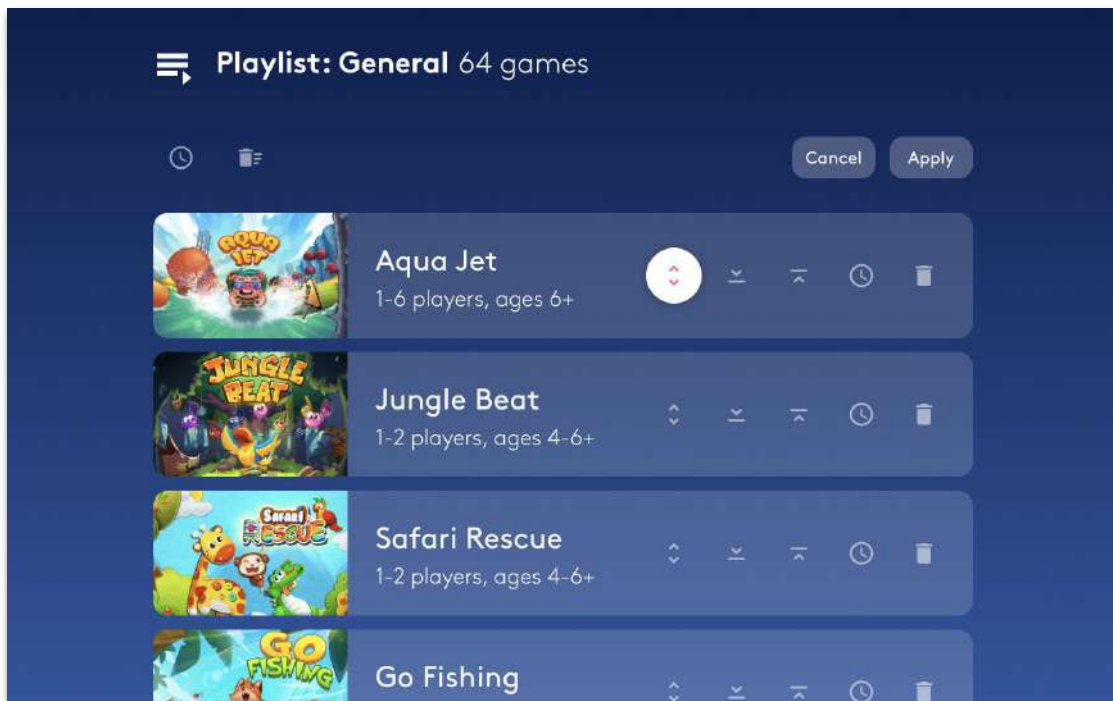 Playlist: General 64 games
Cancel
Apply
AQUA
JET
Aqua Jet
1-6 players, ages 6+
JUNGLE
BEAT
Jungle Beat
1-2 players, ages 4-6+
SAFARI
RESCUE
Safari Rescue
1-2 players, ages 4-6+
GO
FISHING
Go Fishing